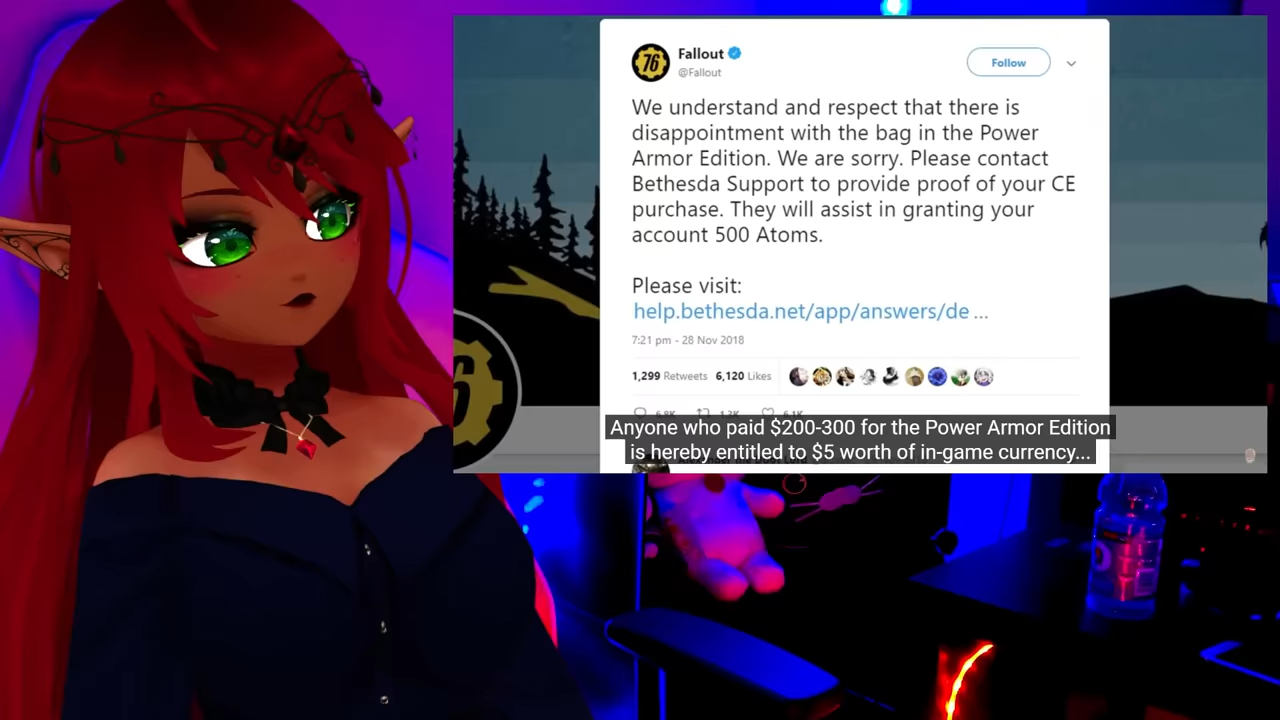 76
Fallout
@Fallout
Follow
We understand and respect that there is
disappointment with the bag in the Power
Armor Edition. We are sorry. Please contact
Bethesda Support to provide proof of your CE
purchase. They will assist in granting your
account 500 Atoms.
Please visit:
help.bethesda.net/app/answers/de ...
7:21 pm - 28 Nov 2018
1,299 Retweets 6,120 Likes
Anyone who paid $200-300 for the Power Armor Edition
is hereby entitled to $5 worth of in-game currency...